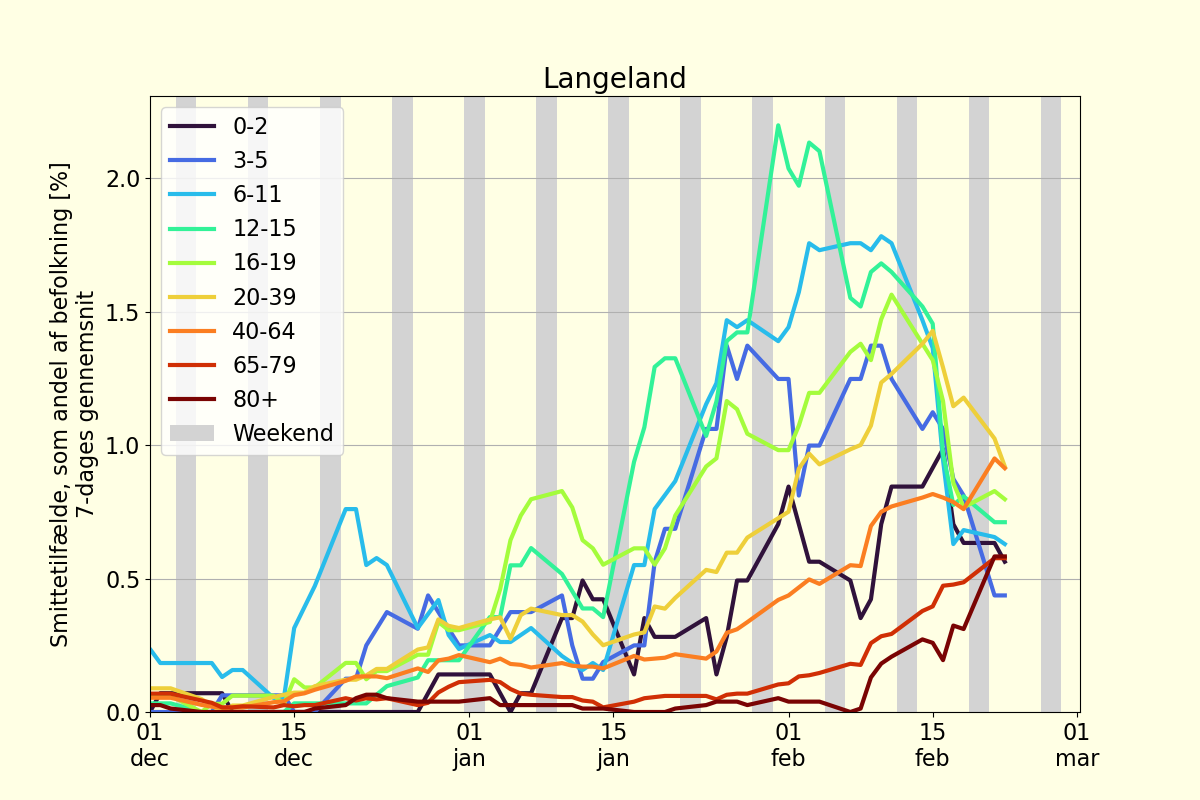 Langeland
Smittetilfælde, som andel af befolkning [%]
7-dages gennemsnit
2.0
1.5
1.0
0.5
0.0
0-2
3-5
6-11
12-15
16-19
20-39
40-64
65-79
80+
Weekend
01 15 01 15 01 15 01
dec dec jan jan feb feb mar